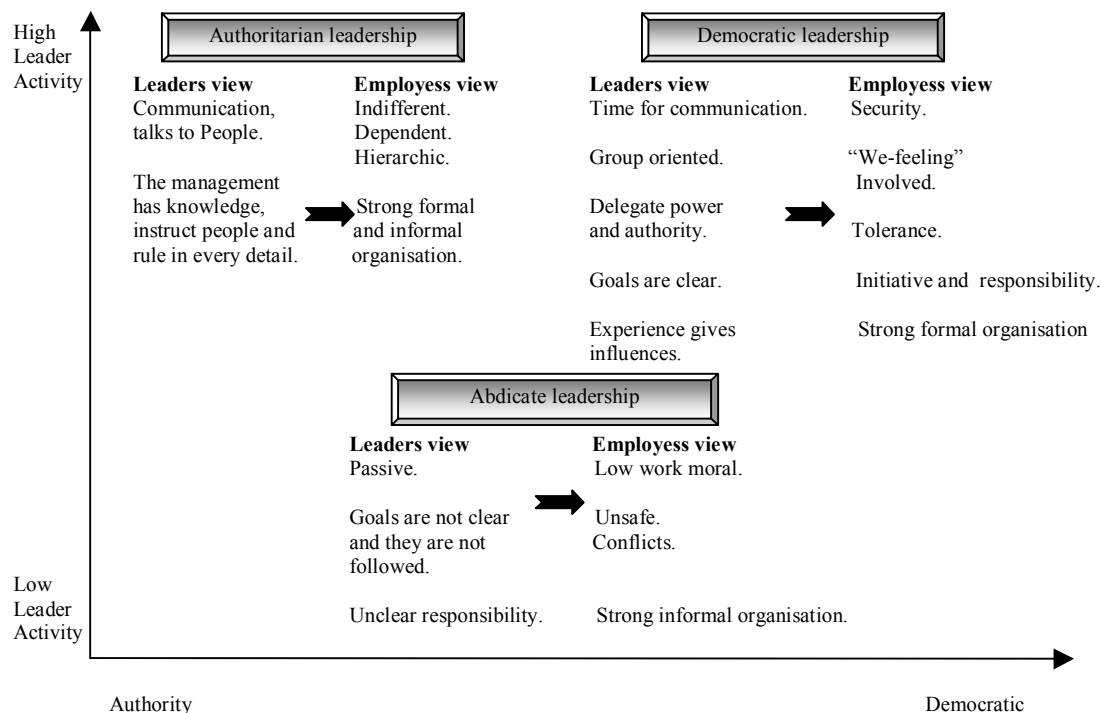 High
Leader
Activity
Authoritarian leadership
Leaders view
Communication,
talks to People.
The management
has knowledge,
instruct people and
rule in every detail.
Employess view
Indifferent.
Dependent.
Hierarchic.
Strong formal
and informal
organisation.
Democratic leadership
Leaders view
Time for communication.
Group oriented.
Delegate power
and authority.
Goals are clear.
Experience gives
influences.
Employess view
Security.
“We-feeling”
Involved.
Tolerance.
Initiative and responsibility.
Strong formal organisation
Abdicate leadership
Leaders view
Passive.
Goals are not clear
and they are not
followed.
Unclear responsibility.
Employess view
Low work moral.
Unsafe.
Conflicts.
Strong informal organisation.
Low
Leader
Activity
Authority
Democratic